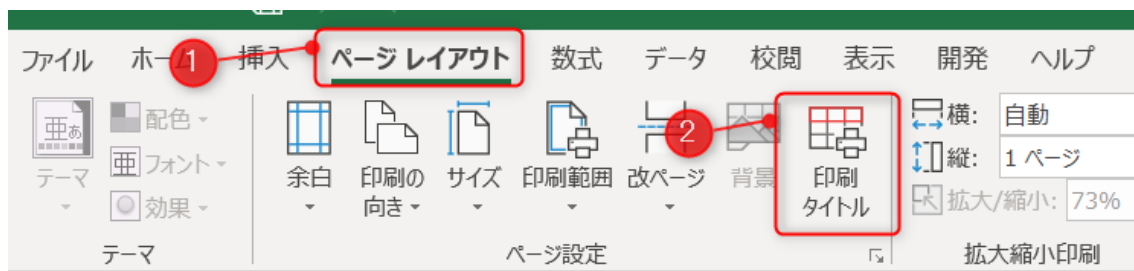 ファイル ホーム 挿入 ページ レイアウト 数式 データ 校閲 表示 開発 ヘルプ
1
2
亜あ
テーマ
配色
亜 フォント
効果
余白
印刷の
向き
サイズ
印刷範囲
改ページ
背景
印刷
タイトル
横: 自動
縦: 1 ページ
拡大/縮小: 73%
テーマ
ページ設定
拡大縮小印刷